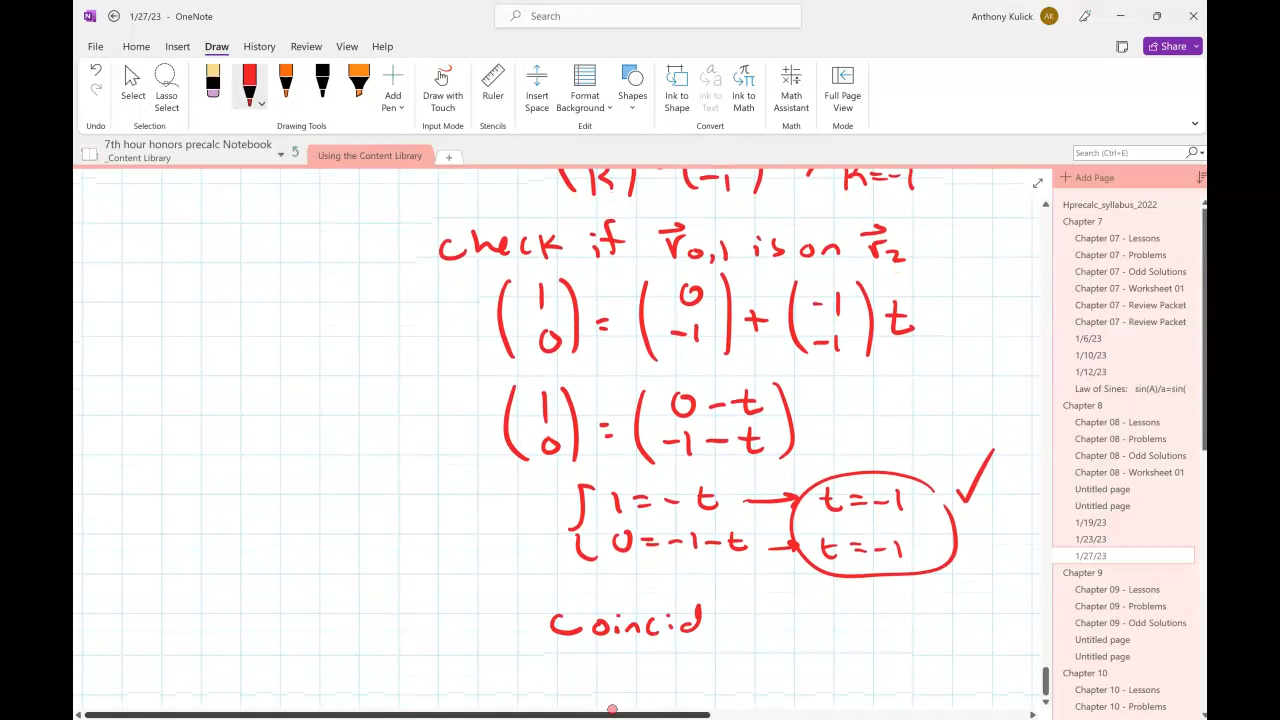 1/27/23 - OneNote
Search
Anthony Kulick AK
File Home Insert Draw History Review View Help Share
Undo
Select
Lasso Select
Add Pen
Draw with Touch
Ruler
Insert Space
Format Background
Shapes
Ink to Shape
Ink to Text
Ink to Math
Math Assistant
Full Page View
Undo Selection Drawing Tools Input Mode Stencils Edit Convert Math Mode
7th hour honors precalc Notebook
_Content Library
Using the Content Library
Search (Ctrl+E)
Add Page
Hprecalc_syllabus_2022
Chapter 7
Chapter 07 - Lessons
Chapter 07 - Problems
Chapter 07 - Odd Solutions
Chapter 07 - Worksheet 01
Chapter 07 - Review Packet
Chapter 07 - Review Packet
1/6/23
1/10/23
1/12/23
Law of Sines: sin(A)/a=sin(
Chapter 8
Chapter 08 - Lessons
Chapter 08 - Problems
Chapter 08 - Odd Solutions
Chapter 08 - Worksheet 01
Untitled page
Untitled page
1/19/23
1/23/23
1/27/23
Chapter 9
Chapter 09 - Lessons
Chapter 09 - Problems
Chapter 09 - Odd Solutions
Untitled page
Untitled page
Chapter 10
Chapter 10 - Lessons
Chapter 10 - Problems
(k) (-1) , k=-1
check if r⃗0,1 is on r⃗2
(1 0) = (0 -1) + (-1 -1) t
(1 0) = (0-t -1-t)
{ 1 = -t → t = -1 ✓
0 = -1-t → t = -1
coincid